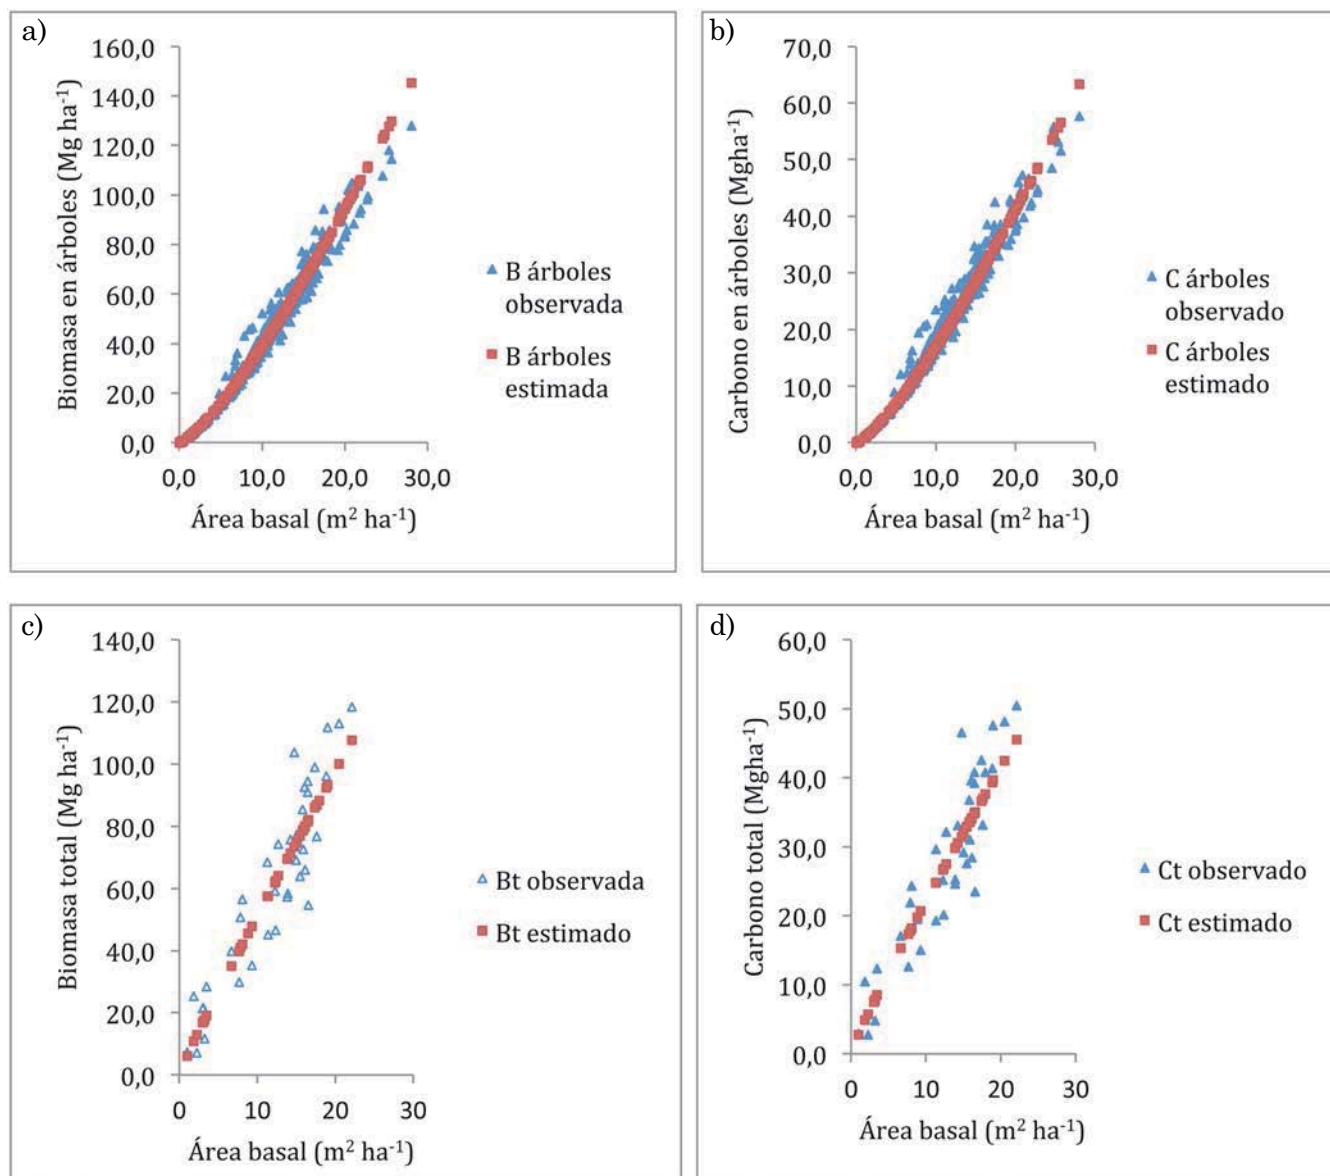 a)
160,0
140,0
120,0
100,0
80,0
60,0
40,0
20,0
0,0
Biomasa en árboles (Mg ha-1)
0,0 10,0 20,0 30,0
Área basal (m2 ha-1)
B árboles
observada
B árboles
estimada
b)
70,0
60,0
50,0
40,0
30,0
20,0
10,0
0,0
Carbono en árboles (Mgha-1)
0,0 10,0 20,0 30,0
Área basal (m2 ha-1)
C árboles
observado
C árboles
estimado
c)
140,0
120,0
100,0
80,0
60,0
40,0
20,0
0,0
Biomasa total (Mg ha-1)
0 10 20 30
Área basal (m2 ha-1)
Bt observada
Bt estimado
d)
60,0
50,0
40,0
30,0
20,0
10,0
0,0
Carbono total (Mgha-1)
0 10 20 30
Área basal (m2 ha-1)
Ct observado
Ct estimado